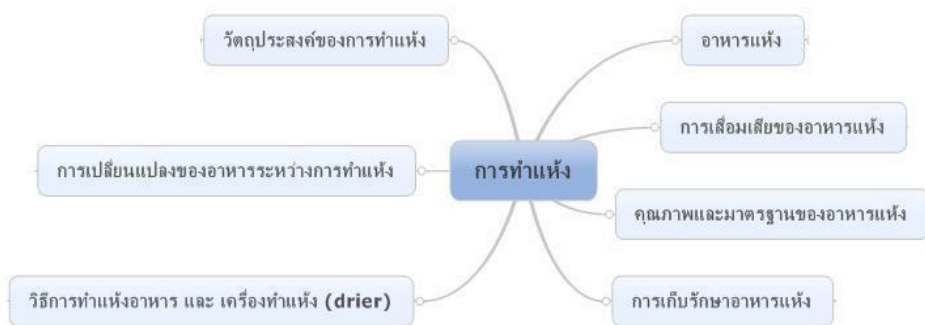 วัตถุประสงค์ของการทำแห้ง
อาหารแห้ง
การเสื่อมเสียของอาหารแห้ง
การเปลี่ยนแปลงของอาหารระหว่างการทำแห้ง
การทำแห้ง
คุณภาพและมาตรฐานของอาหารแห้ง
วิธีการทำแห้งอาหาร และ เครื่องทำแห้ง (drier)
การเก็บรักษาอาหารแห้ง